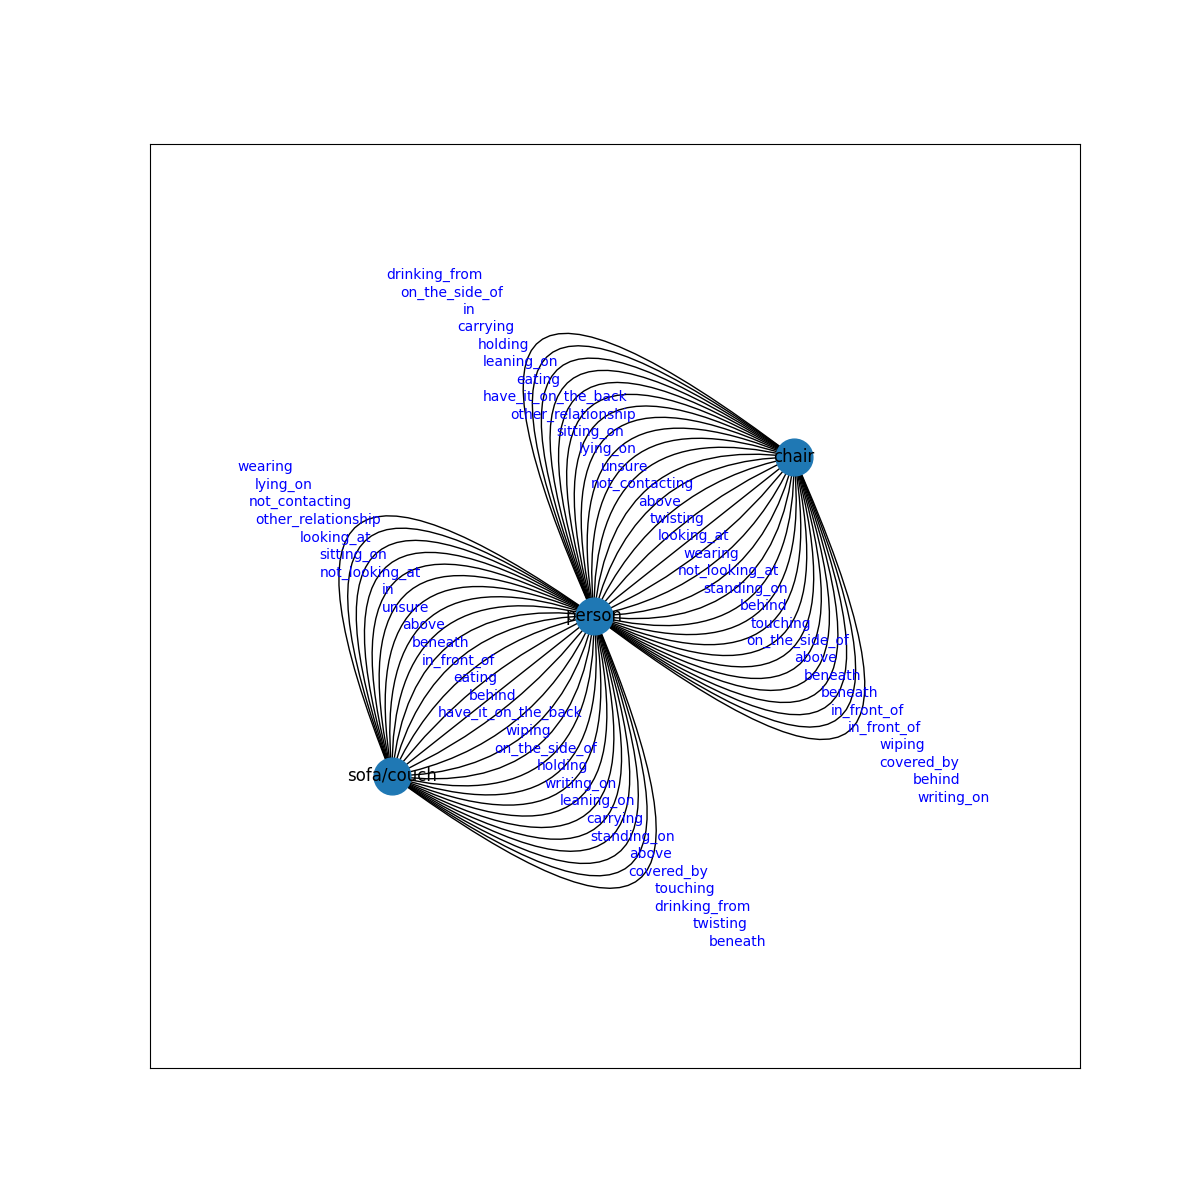 drinking_from
on_the_side_of
in
carrying
holding
leaning_on
eating
have_it_on_the_back
other_relationship
sitting_on
lying_on
unsure
not_contacting
above
twisting
looking_at
wearing
not_looking_at
standing_on
behind
touching
on_the_side_of
above
beneath
beneath
in_front_of
in_front_of
wiping
covered_by
behind
writing_on
chair
person
sofa/couch
wearing
lying_on
not_contacting
other_relationship
looking_at
sitting_on
not_looking_at
in
unsure
above
beneath
in_front_of
eating
behind
have_it_on_the_back
wiping
on_the_side_of
holding
writing_on
leaning_on
carrying
standing_on
above
covered_by
touching
drinking_from
twisting
beneath